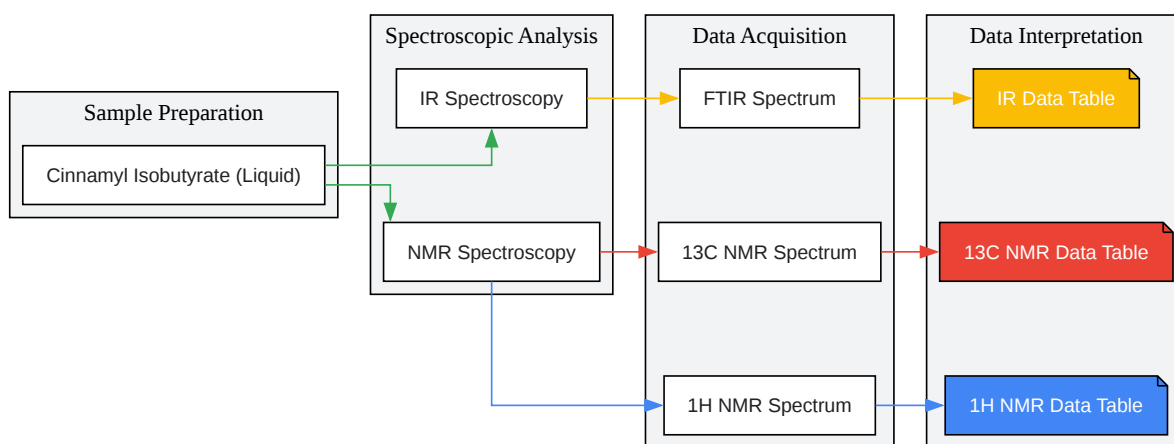 Spectroscopic Analysis
Data Acquisition
Data Interpretation
IR Spectroscopy
FTIR Spectrum
IR Data Table
Sample Preparation
Cinnamyl Isobutyrate (Liquid)
NMR Spectroscopy
13C NMR Spectrum
13C NMR Data Table
1H NMR Spectrum
1H NMR Data Table